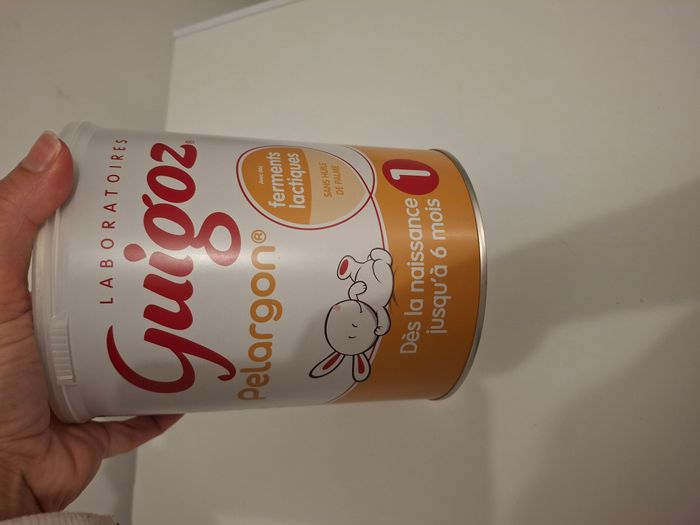 LABORATOIRES
Guigoz®
Pelargon®
Avec des
ferments
lactiques
SANS HUILE
DE PALME
Dès la naissance
jusqu'à 6 mois
1